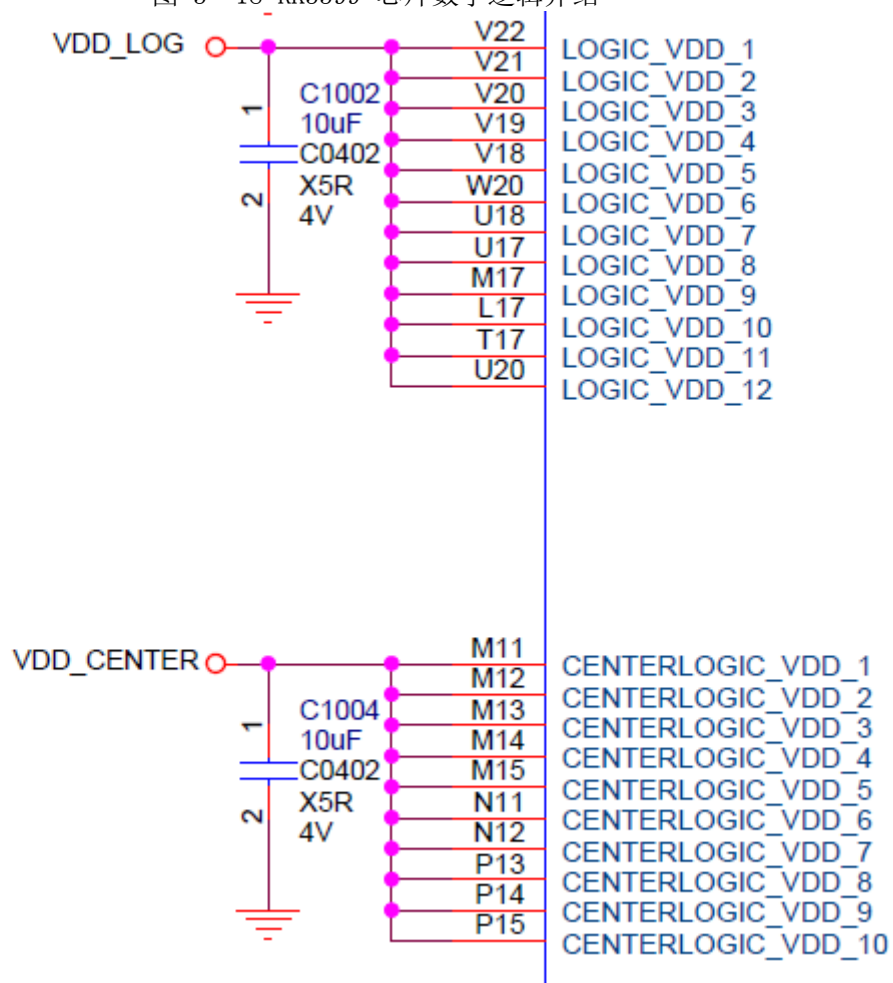 VDD_LOG
V22 LOGIC_VDD_1
V21 LOGIC_VDD_2
V20 LOGIC_VDD_3
V19 LOGIC_VDD_4
V18 LOGIC_VDD_5
W20 LOGIC_VDD_6
U18 LOGIC_VDD_7
U17 LOGIC_VDD_8
M17 LOGIC_VDD_9
L17 LOGIC_VDD_10
T17 LOGIC_VDD_11
U20 LOGIC_VDD_12
1
2
C1002
10uF
C0402
X5R
4V
VDD_CENTER
M11 CENTERLOGIC_VDD_1
M12 CENTERLOGIC_VDD_2
M13 CENTERLOGIC_VDD_3
M14 CENTERLOGIC_VDD_4
M15 CENTERLOGIC_VDD_5
N11 CENTERLOGIC_VDD_6
N12 CENTERLOGIC_VDD_7
P13 CENTERLOGIC_VDD_8
P14 CENTERLOGIC_VDD_9
P15 CENTERLOGIC_VDD_10
1
2
C1004
10uF
C0402
X5R
4V